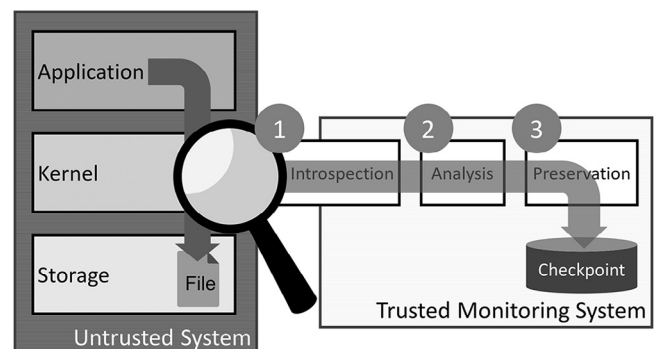 Application
Kernel
Storage
File
Untrusted System
1
2
3
Introspection
Analysis
Preservation
Checkpoint
Trusted Monitoring System